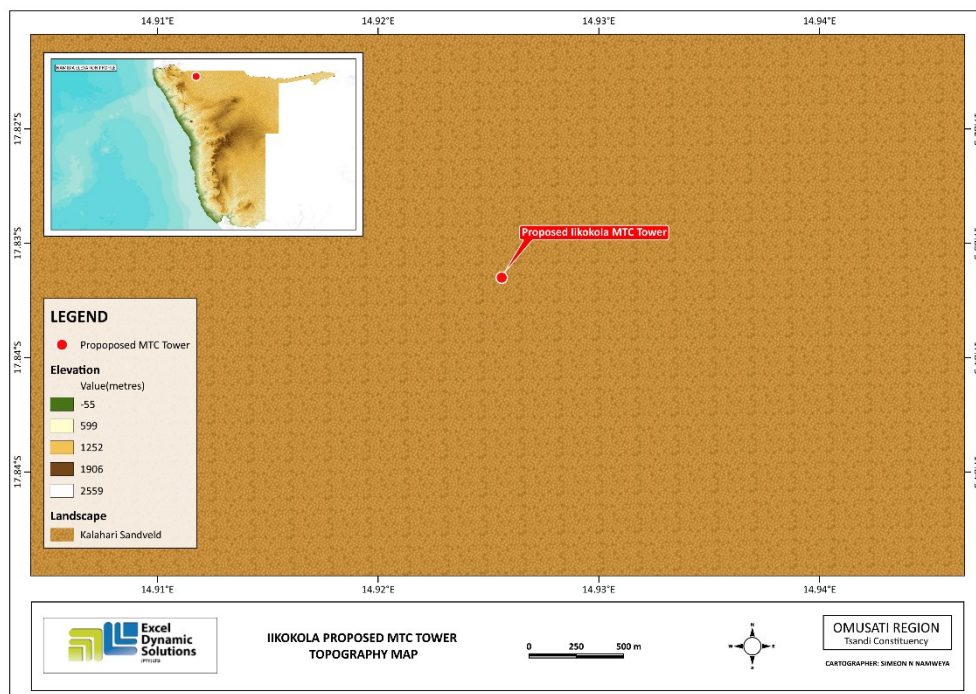 14.91°E 14.92°E 14.93°E 14.94°E
17.82°S
17.83°S
17.84°S
17.84°S
Proposed Iikokola MTC Tower
LEGEND
Propoposed MTC Tower
Elevation
Value(metres)
-55
599
1252
1906
2559
Landscape
Kalahari Sandveld
14.91°E 14.92°E 14.93°E 14.94°E
Excel
Dynamic
Solutions
(PTY) LTD
IIKOKOLA PROPOSED MTC TOWER
TOPOGRAPHY MAP
0 250 500 m
N
W E
OMUSATI REGION
Tsandi Constituency
CARTOGRAPHER: SIMEON N NAMWEYA